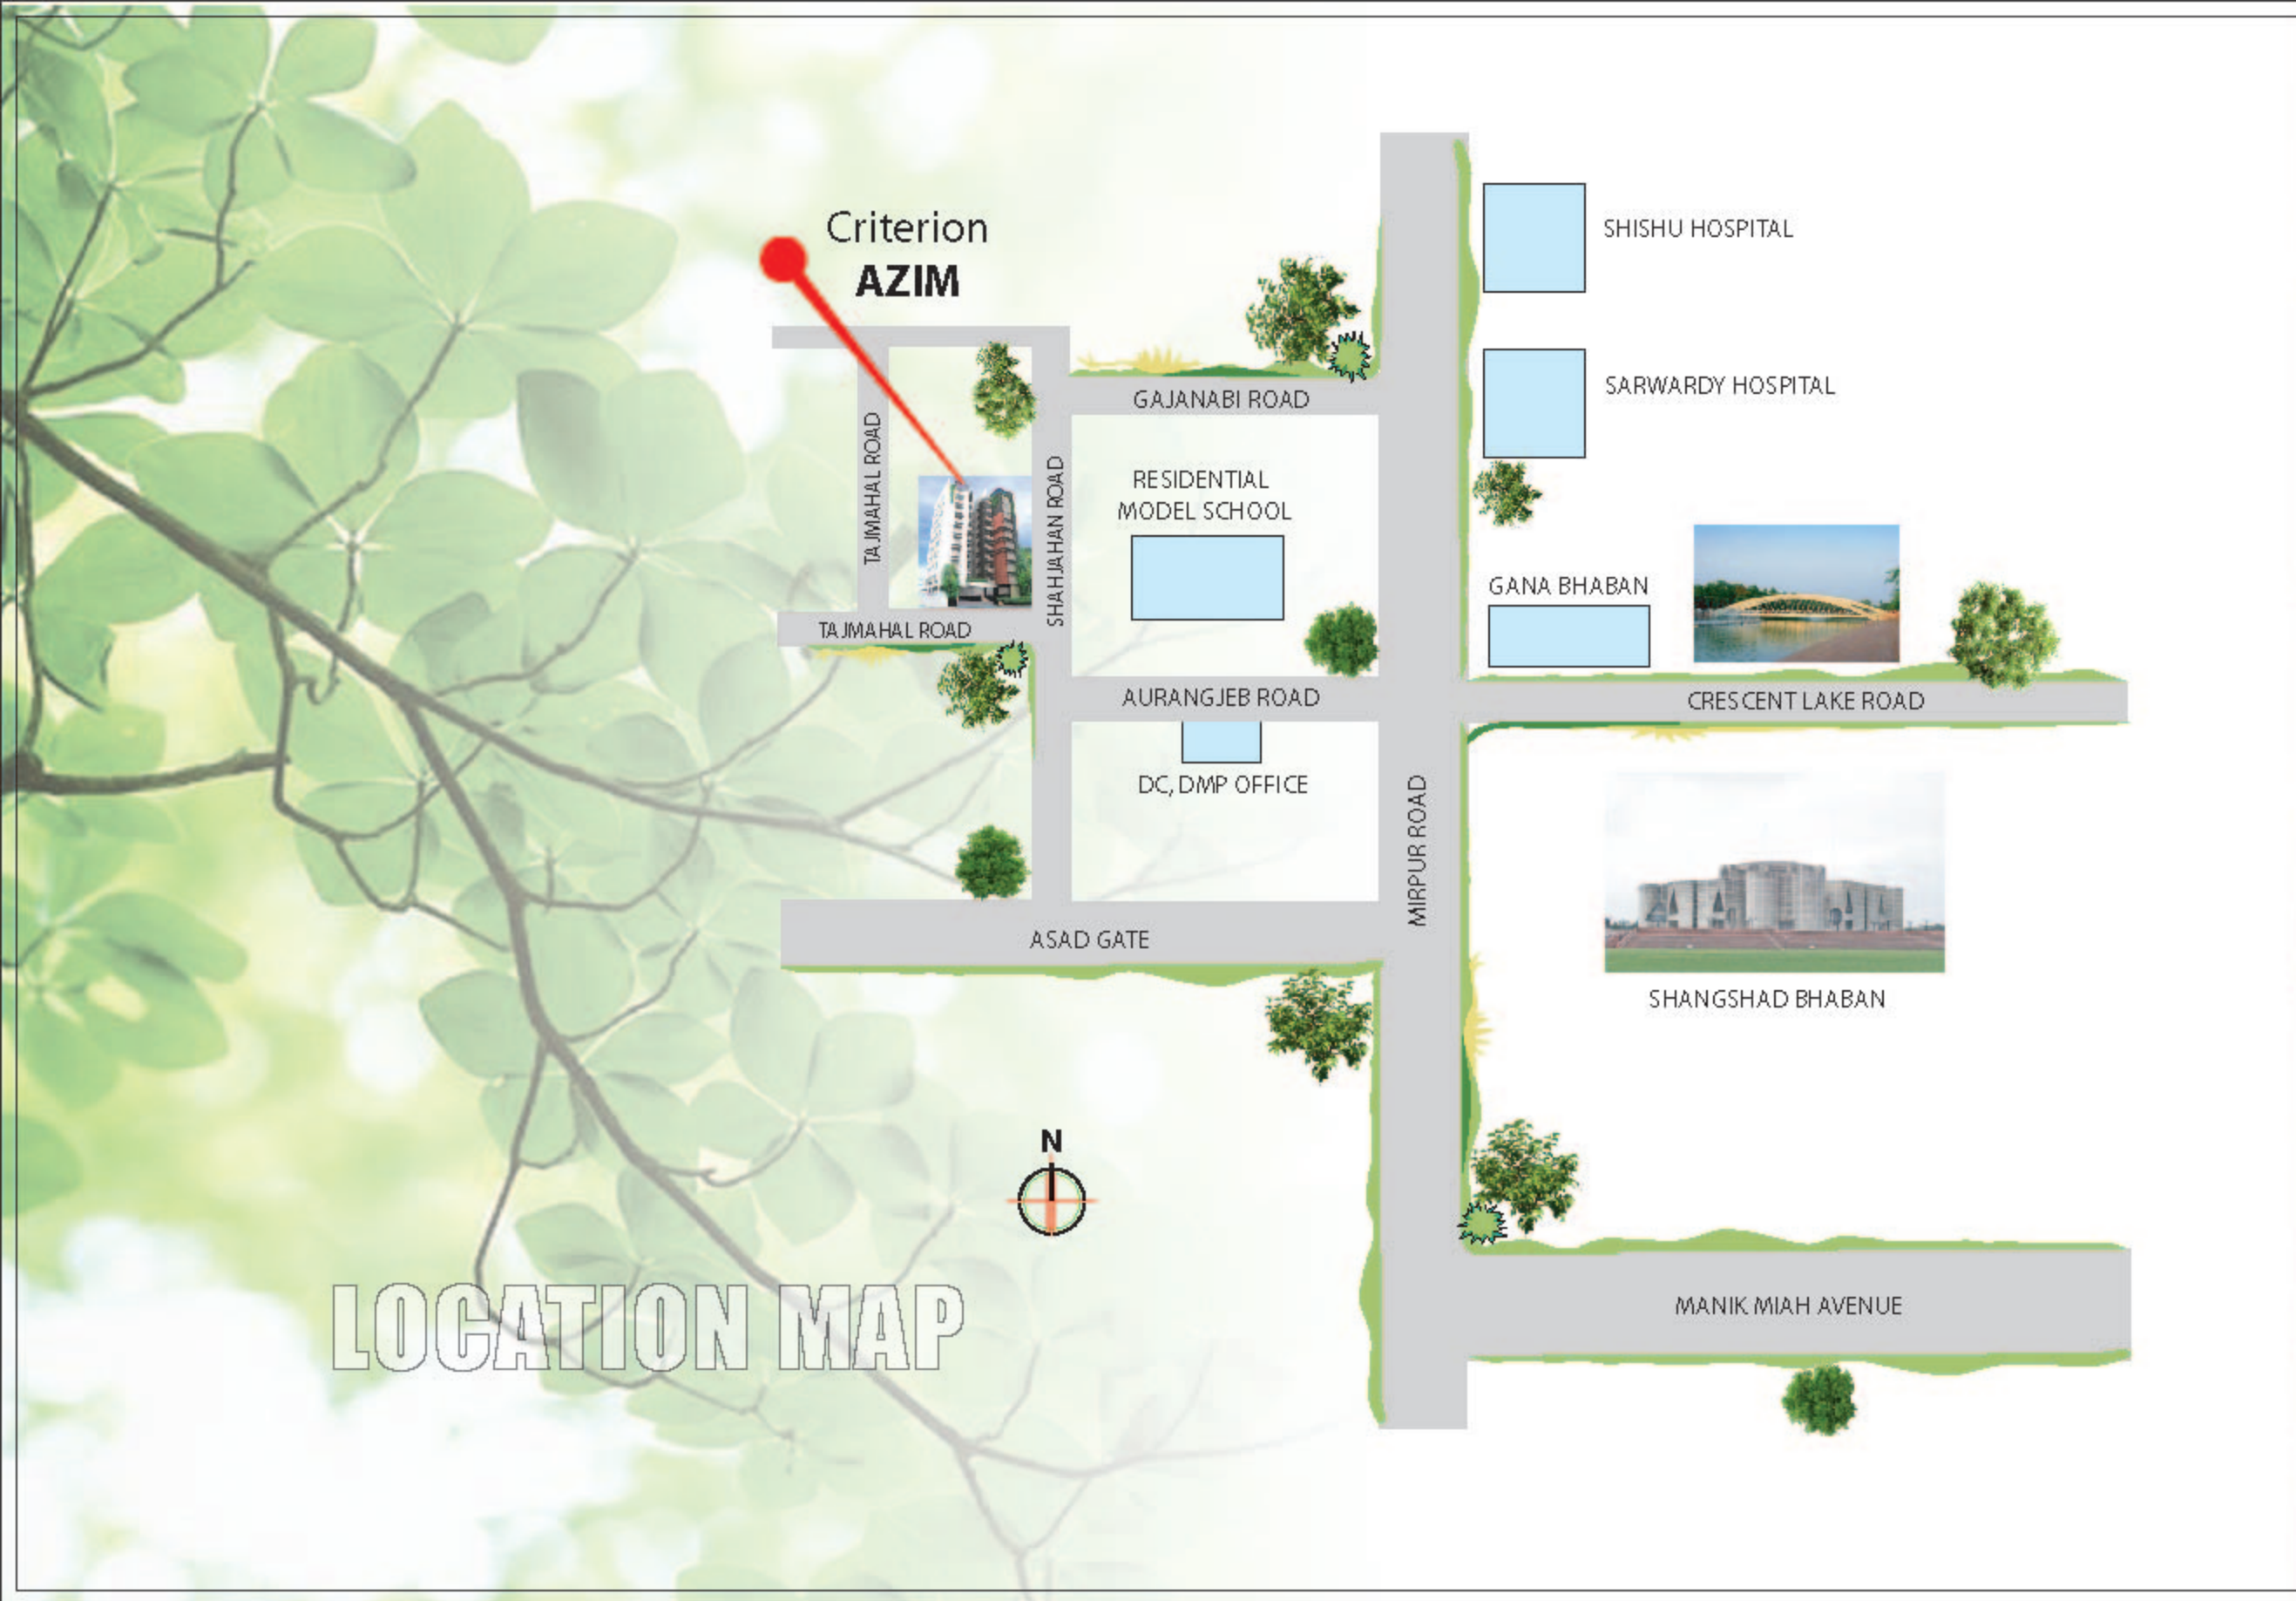 Criterion
AZIM
SHISHU HOSPITAL
SARWARDY HOSPITAL
GAJANABI ROAD
TAJMAHAL ROAD
SHAHJAHAN ROAD
RESIDENTIAL
MODEL SCHOOL
GANA BHABAN
TAJMAHAL ROAD
AURANGJEB ROAD
CRESCENT LAKE ROAD
DC, DMP OFFICE
MIRPUR ROAD
ASAD GATE
SHANGSHAD BHABAN
N
LOCATION MAP
MANIK MIAH AVENUE